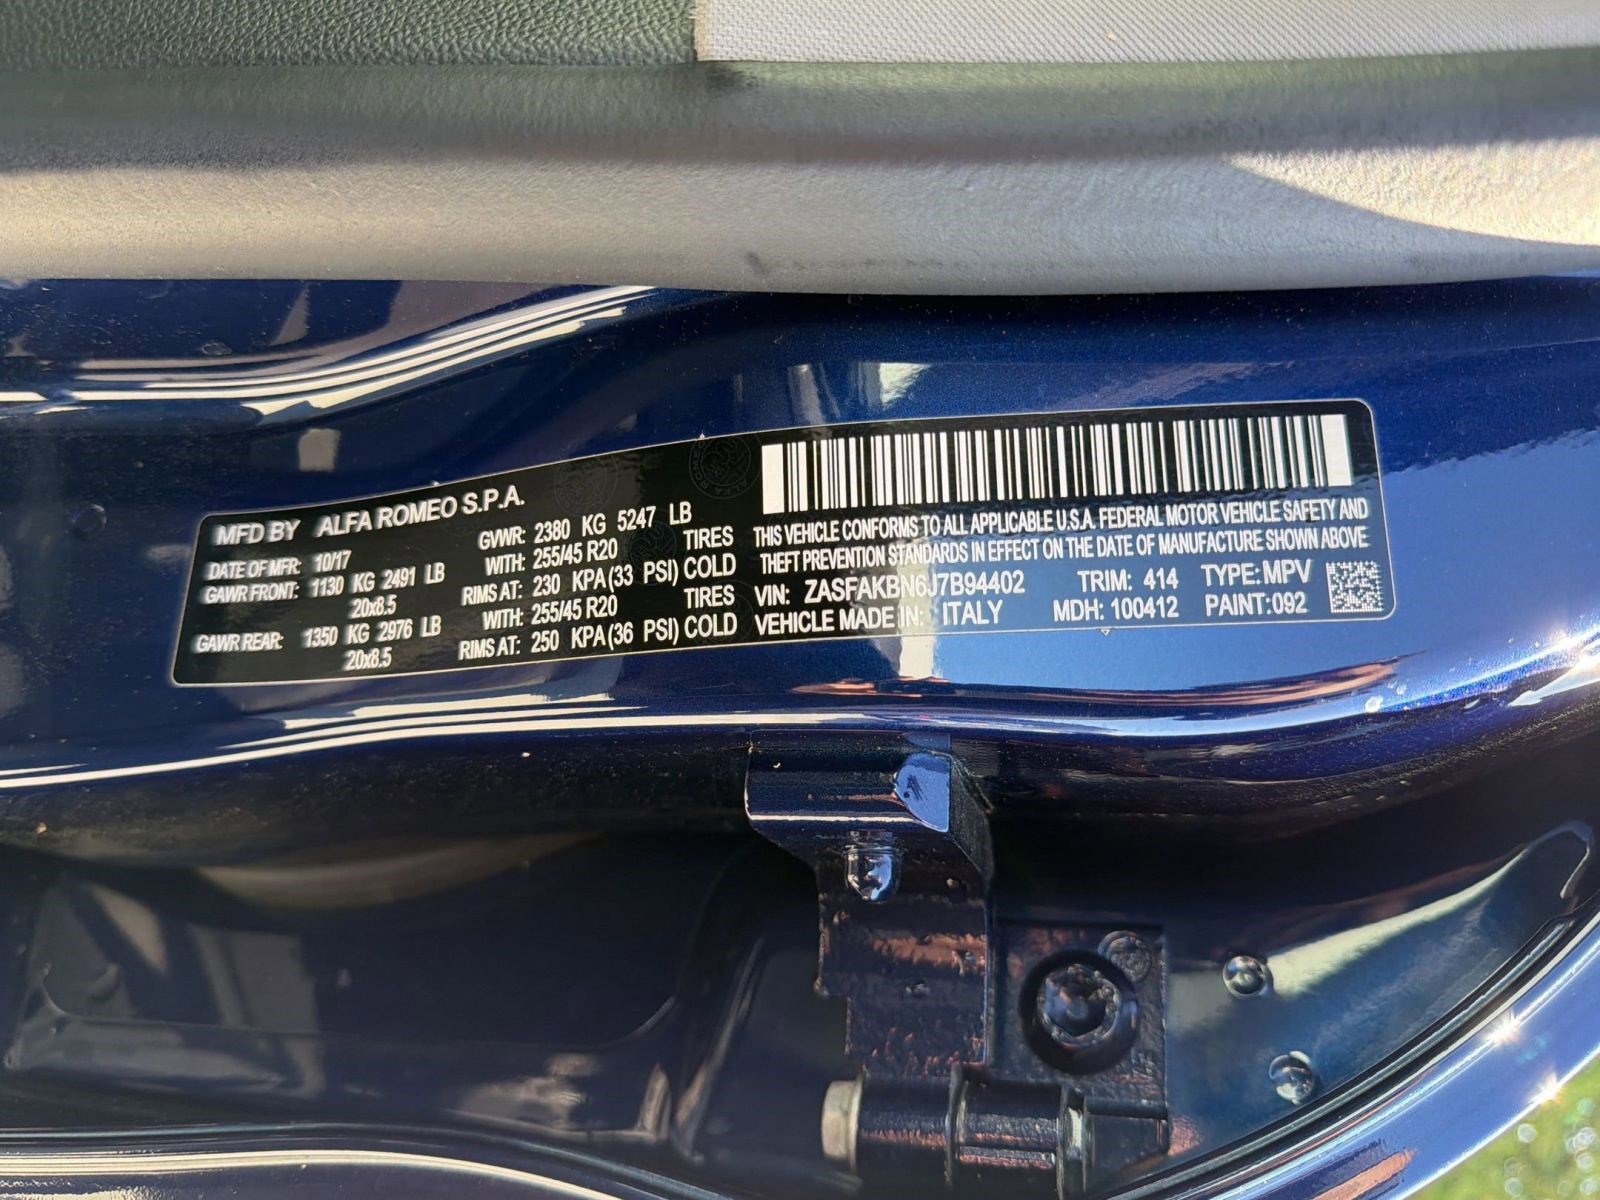 MFD BY ALFA ROMEO S.P.A.
DATE OF MFR: 10/17 GVWR: 2380 KG 5247 LB
GAWR FRONT: 1130 KG 2491 LB WITH: 255/45 R20 TIRES
20x8.5 RIMS AT: 230 KPA (33 PSI) COLD
GAWR REAR: 1350 KG 2976 LB WITH: 255/45 R20 TIRES
20x8.5 RIMS AT: 250 KPA (36 PSI) COLD
THIS VEHICLE CONFORMS TO ALL APPLICABLE U.S.A. FEDERAL MOTOR VEHICLE SAFETY AND
THEFT PREVENTION STANDARDS IN EFFECT ON THE DATE OF MANUFACTURE SHOWN ABOVE
VIN: ZASFAKBN6J7B94402 TRIM: 414 TYPE: MPV
VEHICLE MADE IN: ITALY MDH: 100412 PAINT: 092